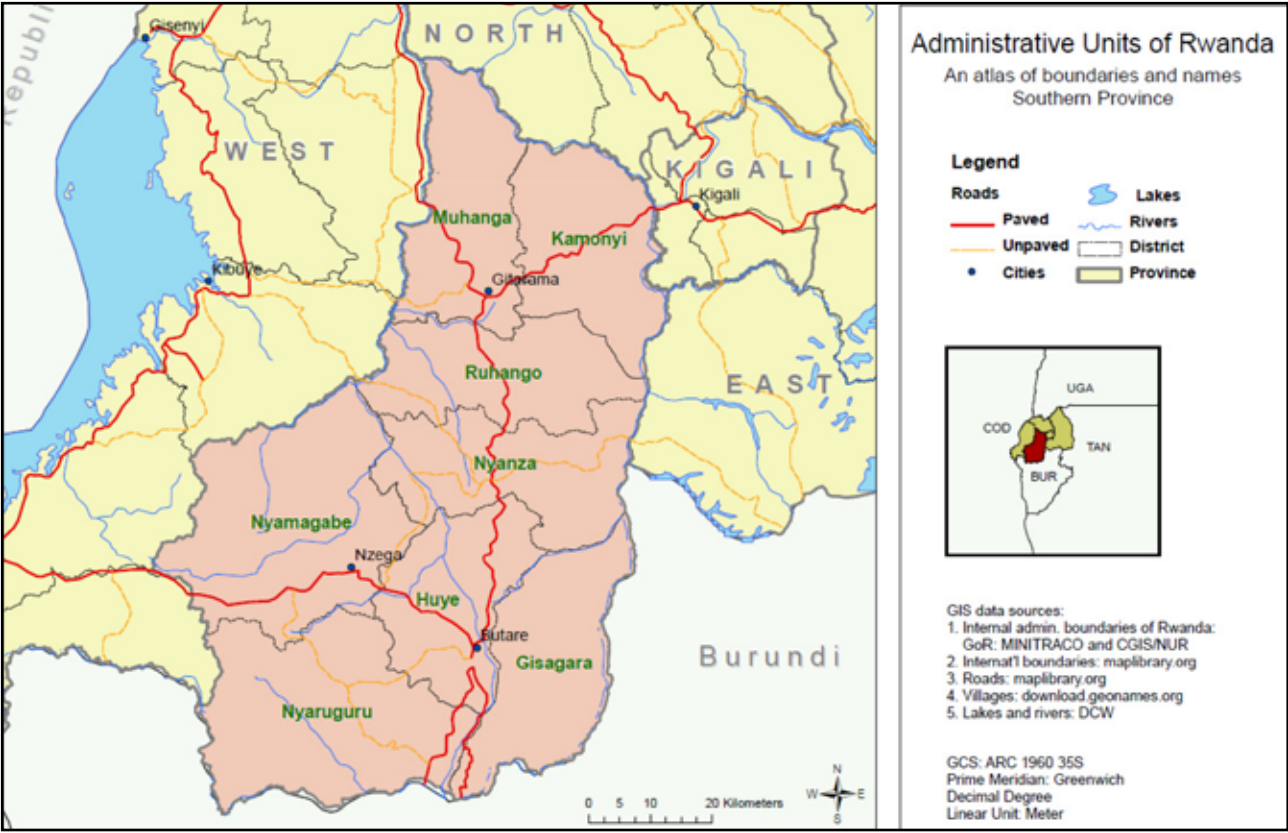 Republi
Gisenyi
NORTH
WEST
KIGALI
Kigali
Muhanga
Kamonyi
Kibuye
Gitarama
Ruhango
EAST
Nyanza
Nyamagabe
Nzega
Huye
Butare
Gisagara
Burundi
Nyaruguru
N
W E
S
0 5 10 20 Kilometers
Administrative Units of Rwanda
An atlas of boundaries and names
Southern Province
Legend
Roads
Lakes
Paved
Rivers
Unpaved
District
Cities
Province
UGA
COD
TAN
BUR
GIS data sources:
1. Internal admin. boundaries of Rwanda:
GoR: MINITRACO and CGIS/NUR
2. Internat'l boundaries: maplibrary.org
3. Roads: maplibrary.org
4. Villages: download.geonames.org
5. Lakes and rivers: DCW
GCS: ARC 1960 35S
Prime Meridian: Greenwich
Decimal Degree
Linear Unit: Meter